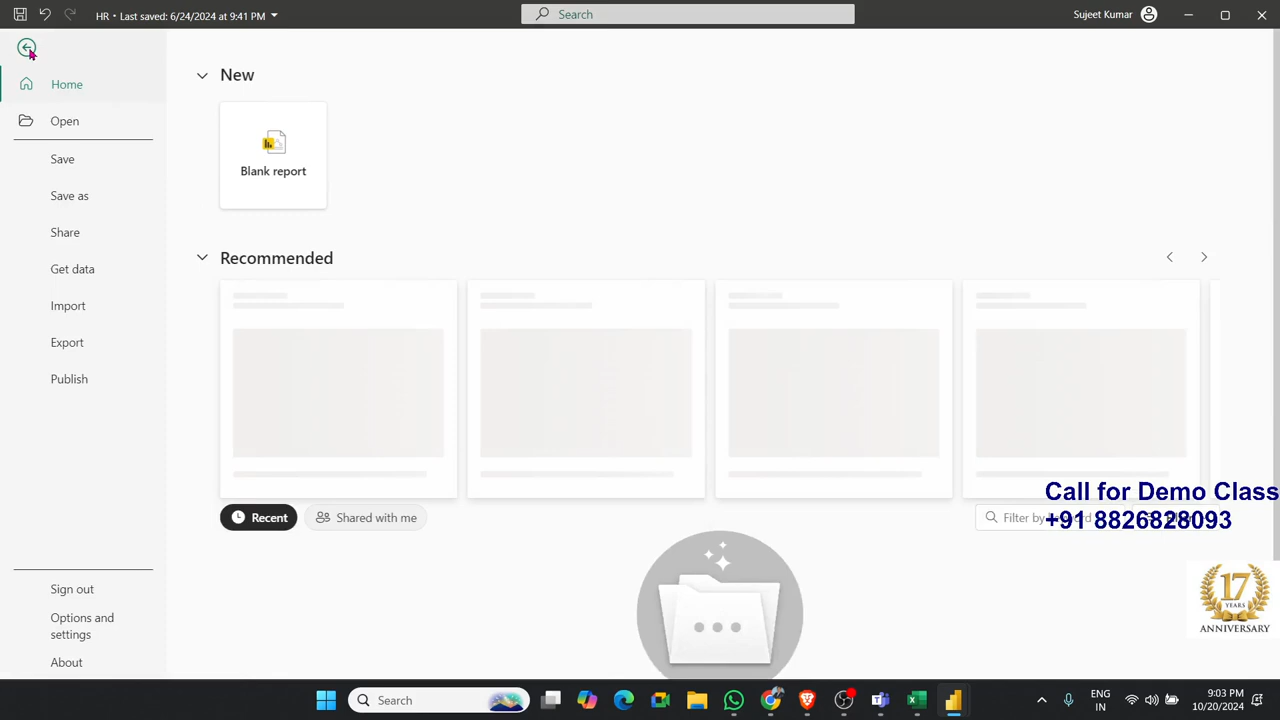 HR • Last saved: 6/24/2024 at 9:41 PM
Search
Sujeet Kumar
Home
Open
Save
Save as
Share
Get data
Import
Export
Publish
Sign out
Options and
settings
About
New
Blank report
Recommended
Recent
Shared with me
Filter by
Call for Demo Class
+91 8826828093
17
YEARS
ANNIVERSARY
Search
ENG
IN
9:03 PM
10/20/2024